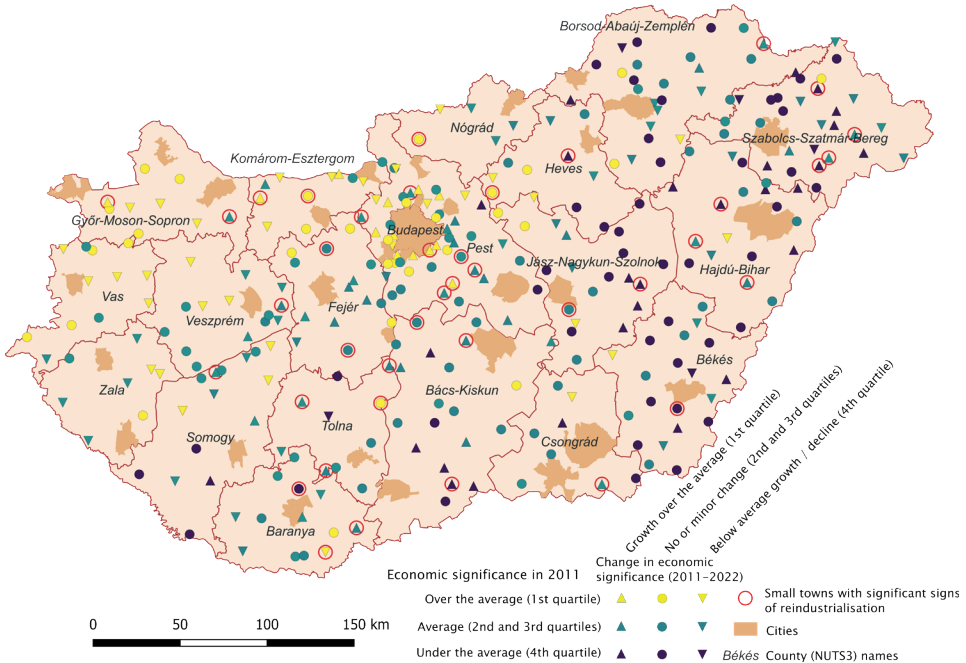 Borsod-Abaúj-Zemplén
Nógrád
Szabolcs-Szatmár-Bereg
Komárom-Esztergom
Heves
Győr-Moson-Sopron
Budapest
Pest
Jász-Nagykun-Szolnok
Hajdú-Bihar
Vas
Veszprém
Fejér
Békés
Zala
Bács-Kiskun
Tolna
Somogy
Csongrád
Baranya
Growth over the average (1st quartile)
No or minor change (2nd and 3rd quartiles)
Below average growth / decline (4th quartile)
Economic significance in 2011
Change in economic
significance (2011–2022)
Over the average (1st quartile)
Average (2nd and 3rd quartiles)
Under the average (4th quartile)
Small towns with significant signs
of reindustrialisation
Cities
Békés County (NUTS3) names
0 50 100 150 km